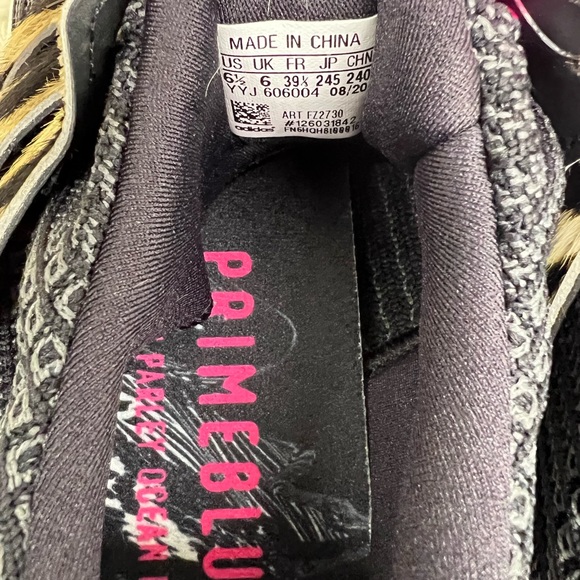 MADE IN CHINA
US UK FR JP CHN
6½ 6 39⅓ 245 240
YYJ 606004 08/20
ART FZ2730
#126031842
adidas
PRIMEBLU
PARLEY OCEAN